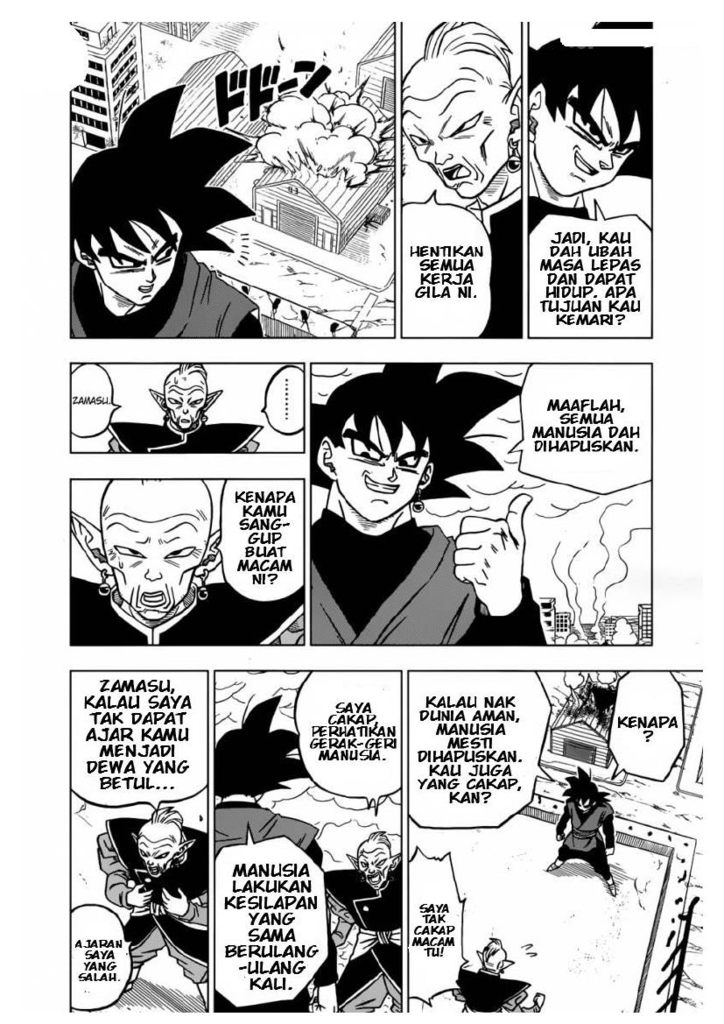 JADI, KAU
DAH UBAH
MASA LEPAS
DAN DAPAT
HIDUP. APA
TUJUAN KAU
KEMARI?
HENTIKAN
SEMUA
KERJA
GILA NI.
ドドーン
MAAFLAH,
SEMUA
MANUSIA DAH
DIHAPUSKAN.
.......
ZAMASU..
KENAPA
KAMU
SANG-
GUP
BUAT
MACAM
NI?
KENAPA
?
KALAU NAK
DUNIA AMAN,
MANUSIA
MESTI
DIHAPUSKAN.
KAU JUGA
YANG CAKAP,
KAN?
SAYA
TAK
CAKAP
MACAM
TU!
SAYA
CAKAP,
PERHATIKAN
GERAK-GERI
MANUSIA.
MANUSIA
LAKUKAN
KESILAPAN
YANG
SAMA
BERULANG
-ULANG
KALI.
ZAMASU,
KALAU SAYA
TAK DAPAT
AJAR KAMU
MENJADI
DEWA YANG
BETUL...
AJARAN
SAYA
YANG
SALAH.